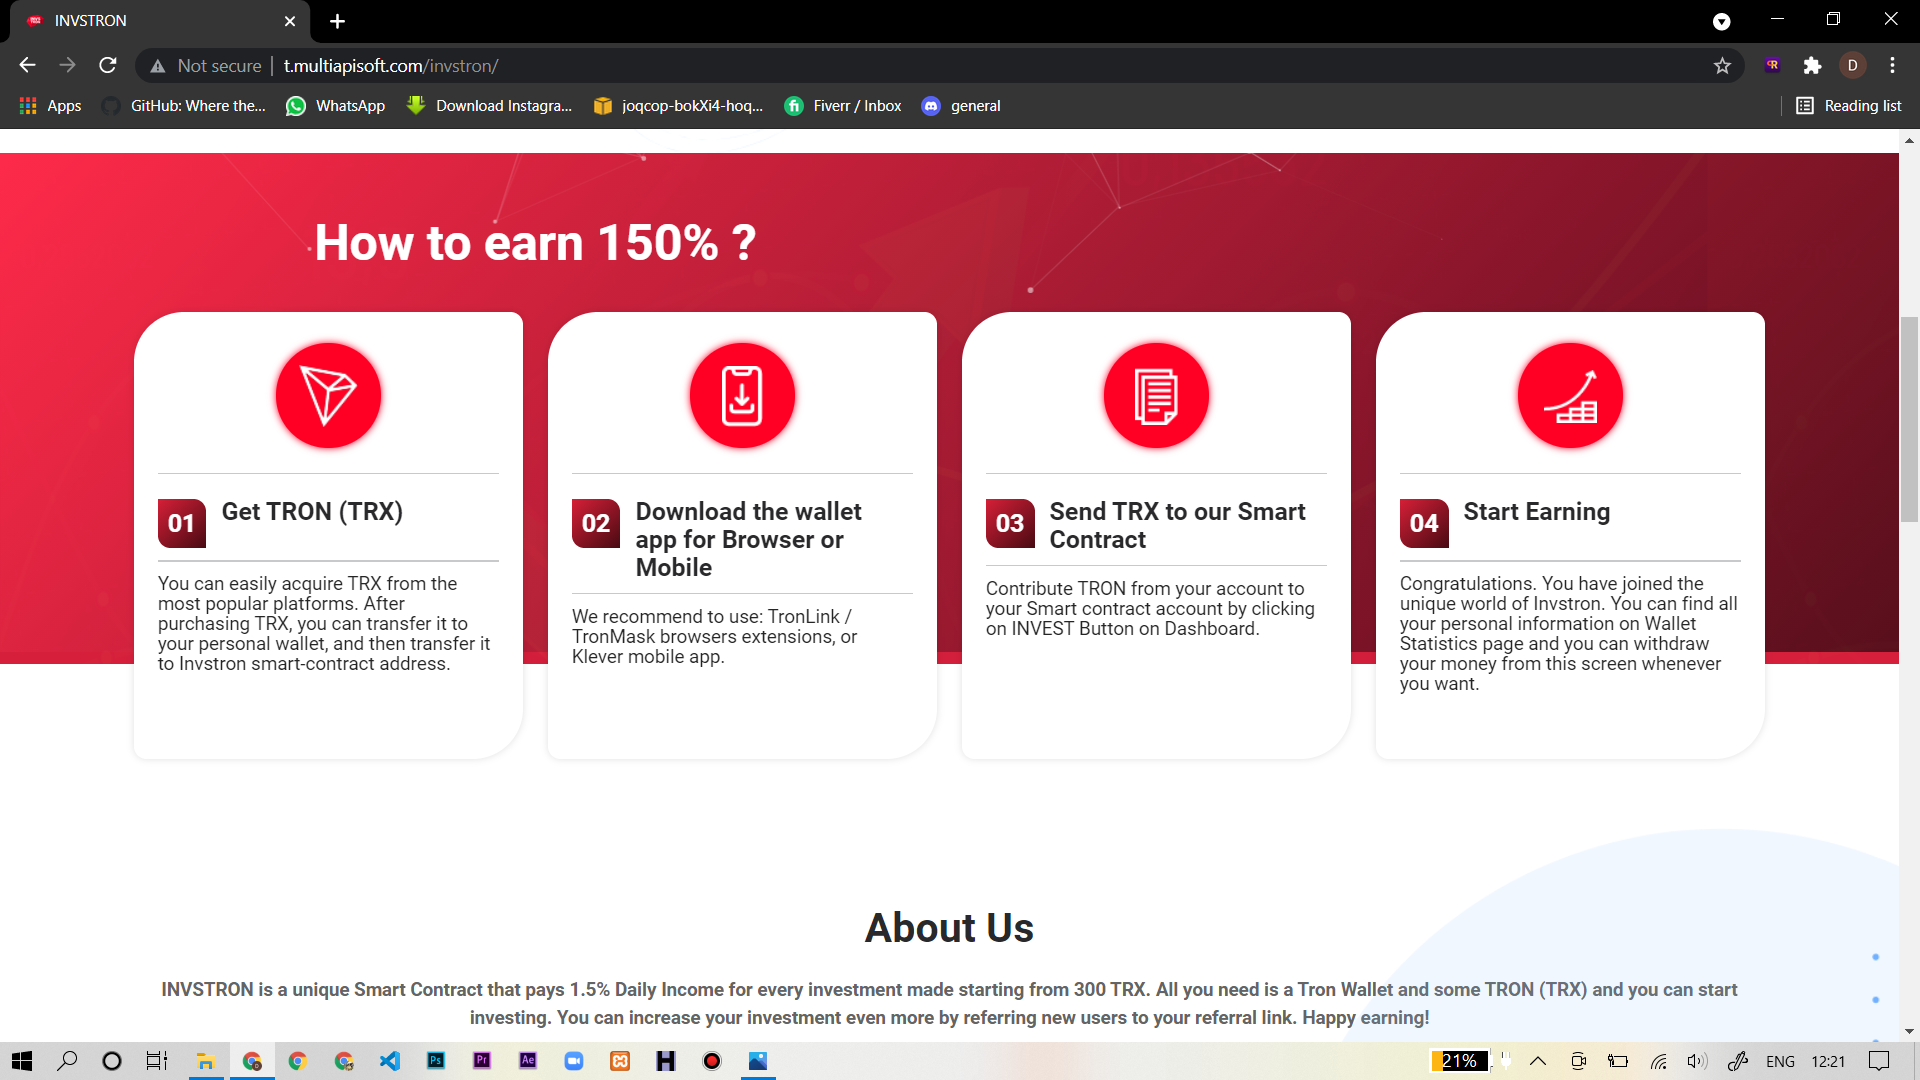 INVSTRON
Not secure
t.multiapisoft.com/invstron/
Apps
GitHub: Where the...
WhatsApp
Download Instagra...
joqcop-bokXi4-hoq...
Fiverr / Inbox
general
Reading list
D
How to earn 150% ?
01
Get TRON (TRX)
You can easily acquire TRX from the
most popular platforms. After
purchasing TRX, you can transfer it to
your personal wallet, and then transfer it
to Invstron smart-contract address.
02
Download the wallet
app for Browser or
Mobile
We recommend to use: TronLink /
TronMask browsers extensions, or
Klever mobile app.
03
Send TRX to our Smart
Contract
Contribute TRON from your account to
your Smart contract account by clicking
on INVEST Button on Dashboard.
04
Start Earning
Congratulations. You have joined the
unique world of Invstron. You can find all
your personal information on Wallet
Statistics page and you can withdraw
your money from this screen whenever
you want.
About Us
INVSTRON is a unique Smart Contract that pays 1.5% Daily Income for every investment made starting from 300 TRX. All you need is a Tron Wallet and some TRON (TRX) and you can start
investing. You can increase your investment even more by referring new users to your referral link. Happy earning!
Ps
Pr
Ae
21%
ENG
12:21